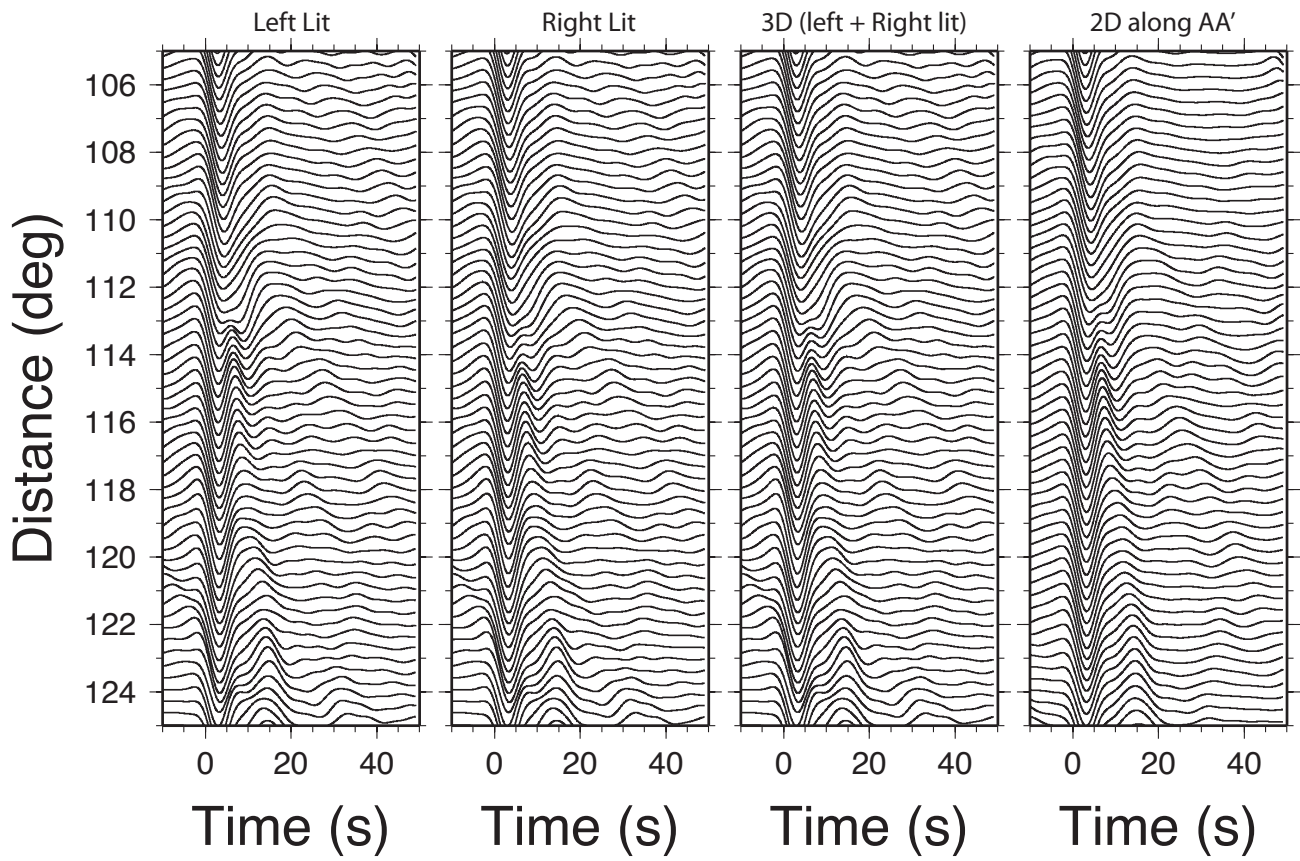 Left Lit
Right Lit
3D (left + Right lit)
2D along AA’
Distance (deg)
106
108
110
112
114
116
118
120
122
124
0 20 40
0 20 40
0 20 40
0 20 40
Time (s)
Time (s)
Time (s)
Time (s)